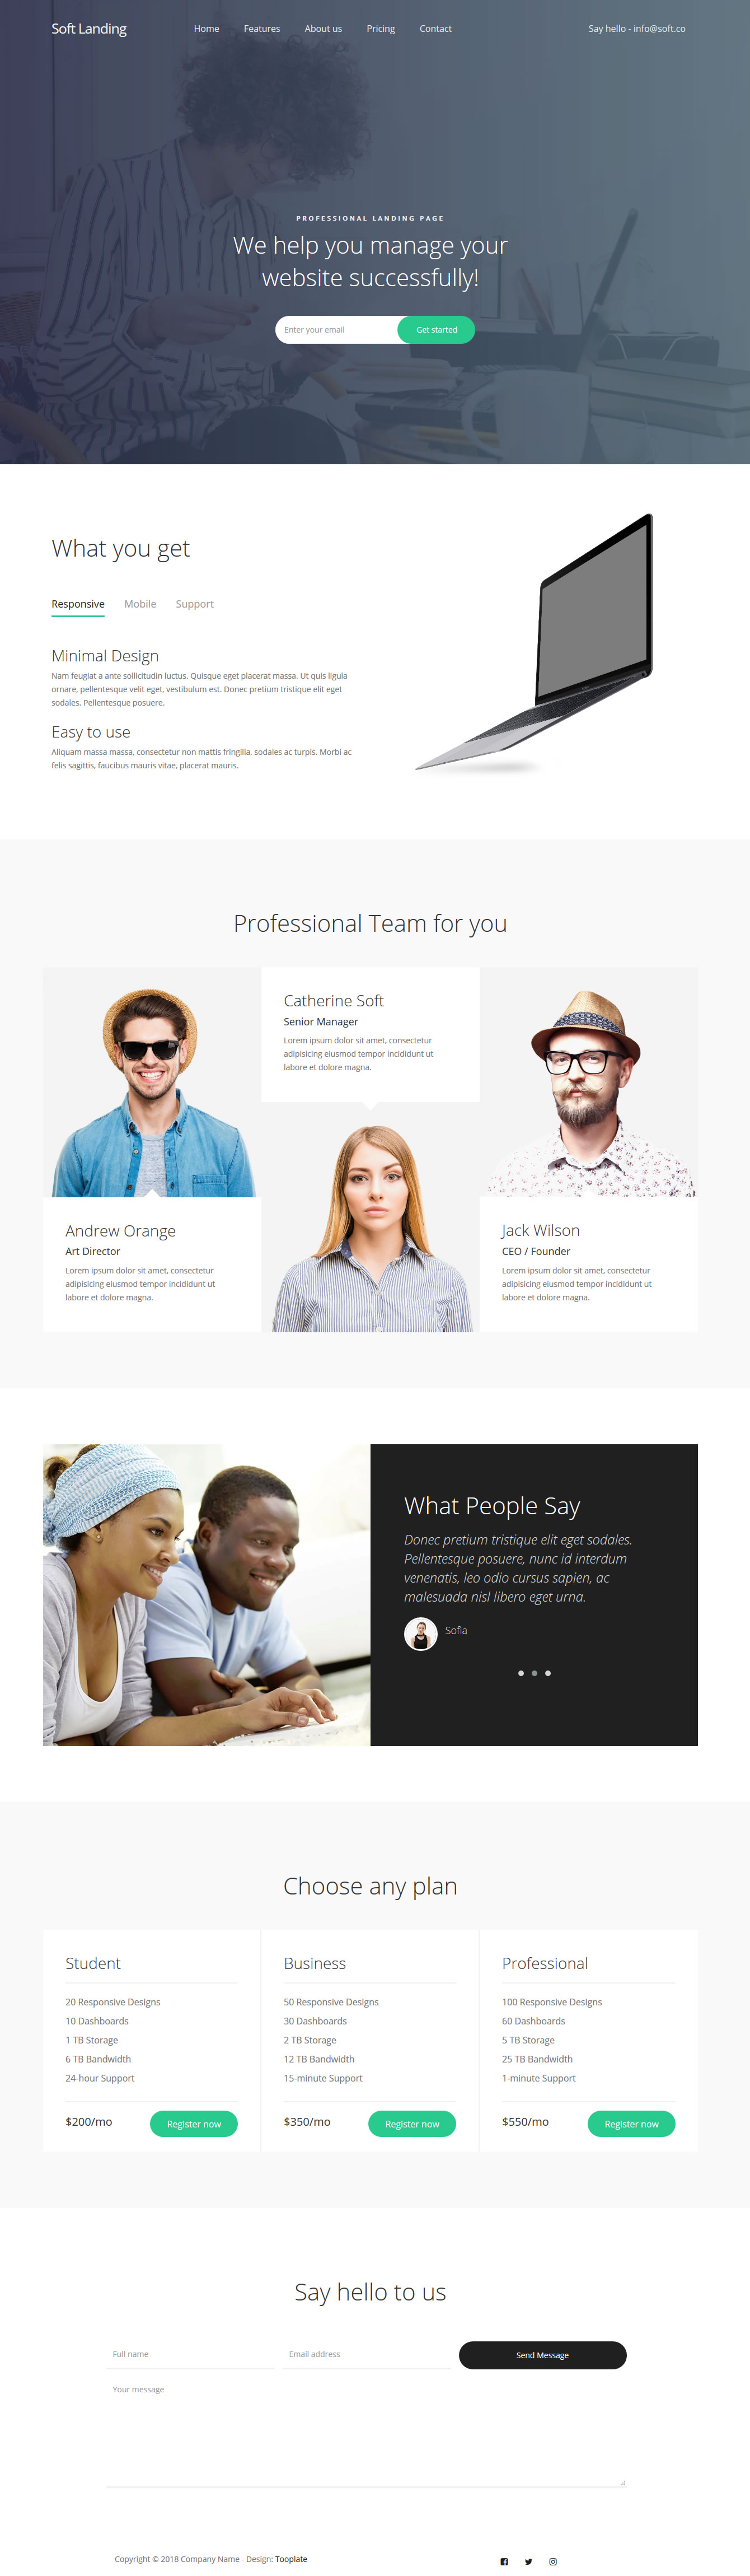 Soft Landing
Home Features About us Pricing Contact
Say hello - info@soft.co
PROFESSIONAL LANDING PAGE
We help you manage your
website successfully!
Enter your email
Get started
What you get
Responsive Mobile Support
Minimal Design
Nam feugiat a ante sollicitudin luctus. Quisque eget placerat massa. Ut quis ligula
ornare, pellentesque velit eget, vestibulum est. Donec pretium tristique elit eget
sodales. Pellentesque posuere.
Easy to use
Aliquam massa massa, consectetur non mattis fringilla, sodales ac turpis. Morbi ac
felis sagittis, faucibus mauris vitae, placerat mauris.
Professional Team for you
Andrew Orange
Art Director
Lorem ipsum dolor sit amet, consectetur
adipisicing eiusmod tempor incididunt ut
labore et dolore magna.
Catherine Soft
Senior Manager
Lorem ipsum dolor sit amet, consectetur
adipisicing eiusmod tempor incididunt ut
labore et dolore magna.
Jack Wilson
CEO / Founder
Lorem ipsum dolor sit amet, consectetur
adipisicing eiusmod tempor incididunt ut
labore et dolore magna.
What People Say
Donec pretium tristique elit eget sodales.
Pellentesque posuere, nunc id interdum
venenatis, leo odio cursus sapien, ac
malesuada nisl libero eget urna.
Sofia
Choose any plan
Student
20 Responsive Designs
10 Dashboards
1 TB Storage
6 TB Bandwidth
24-hour Support
$200/mo
Register now
Business
50 Responsive Designs
30 Dashboards
2 TB Storage
12 TB Bandwidth
15-minute Support
$350/mo
Register now
Professional
100 Responsive Designs
60 Dashboards
5 TB Storage
25 TB Bandwidth
1-minute Support
$550/mo
Register now
Say hello to us
Full name
Email address
Send Message
Your message
Copyright © 2018 Company Name - Design: Tooplate